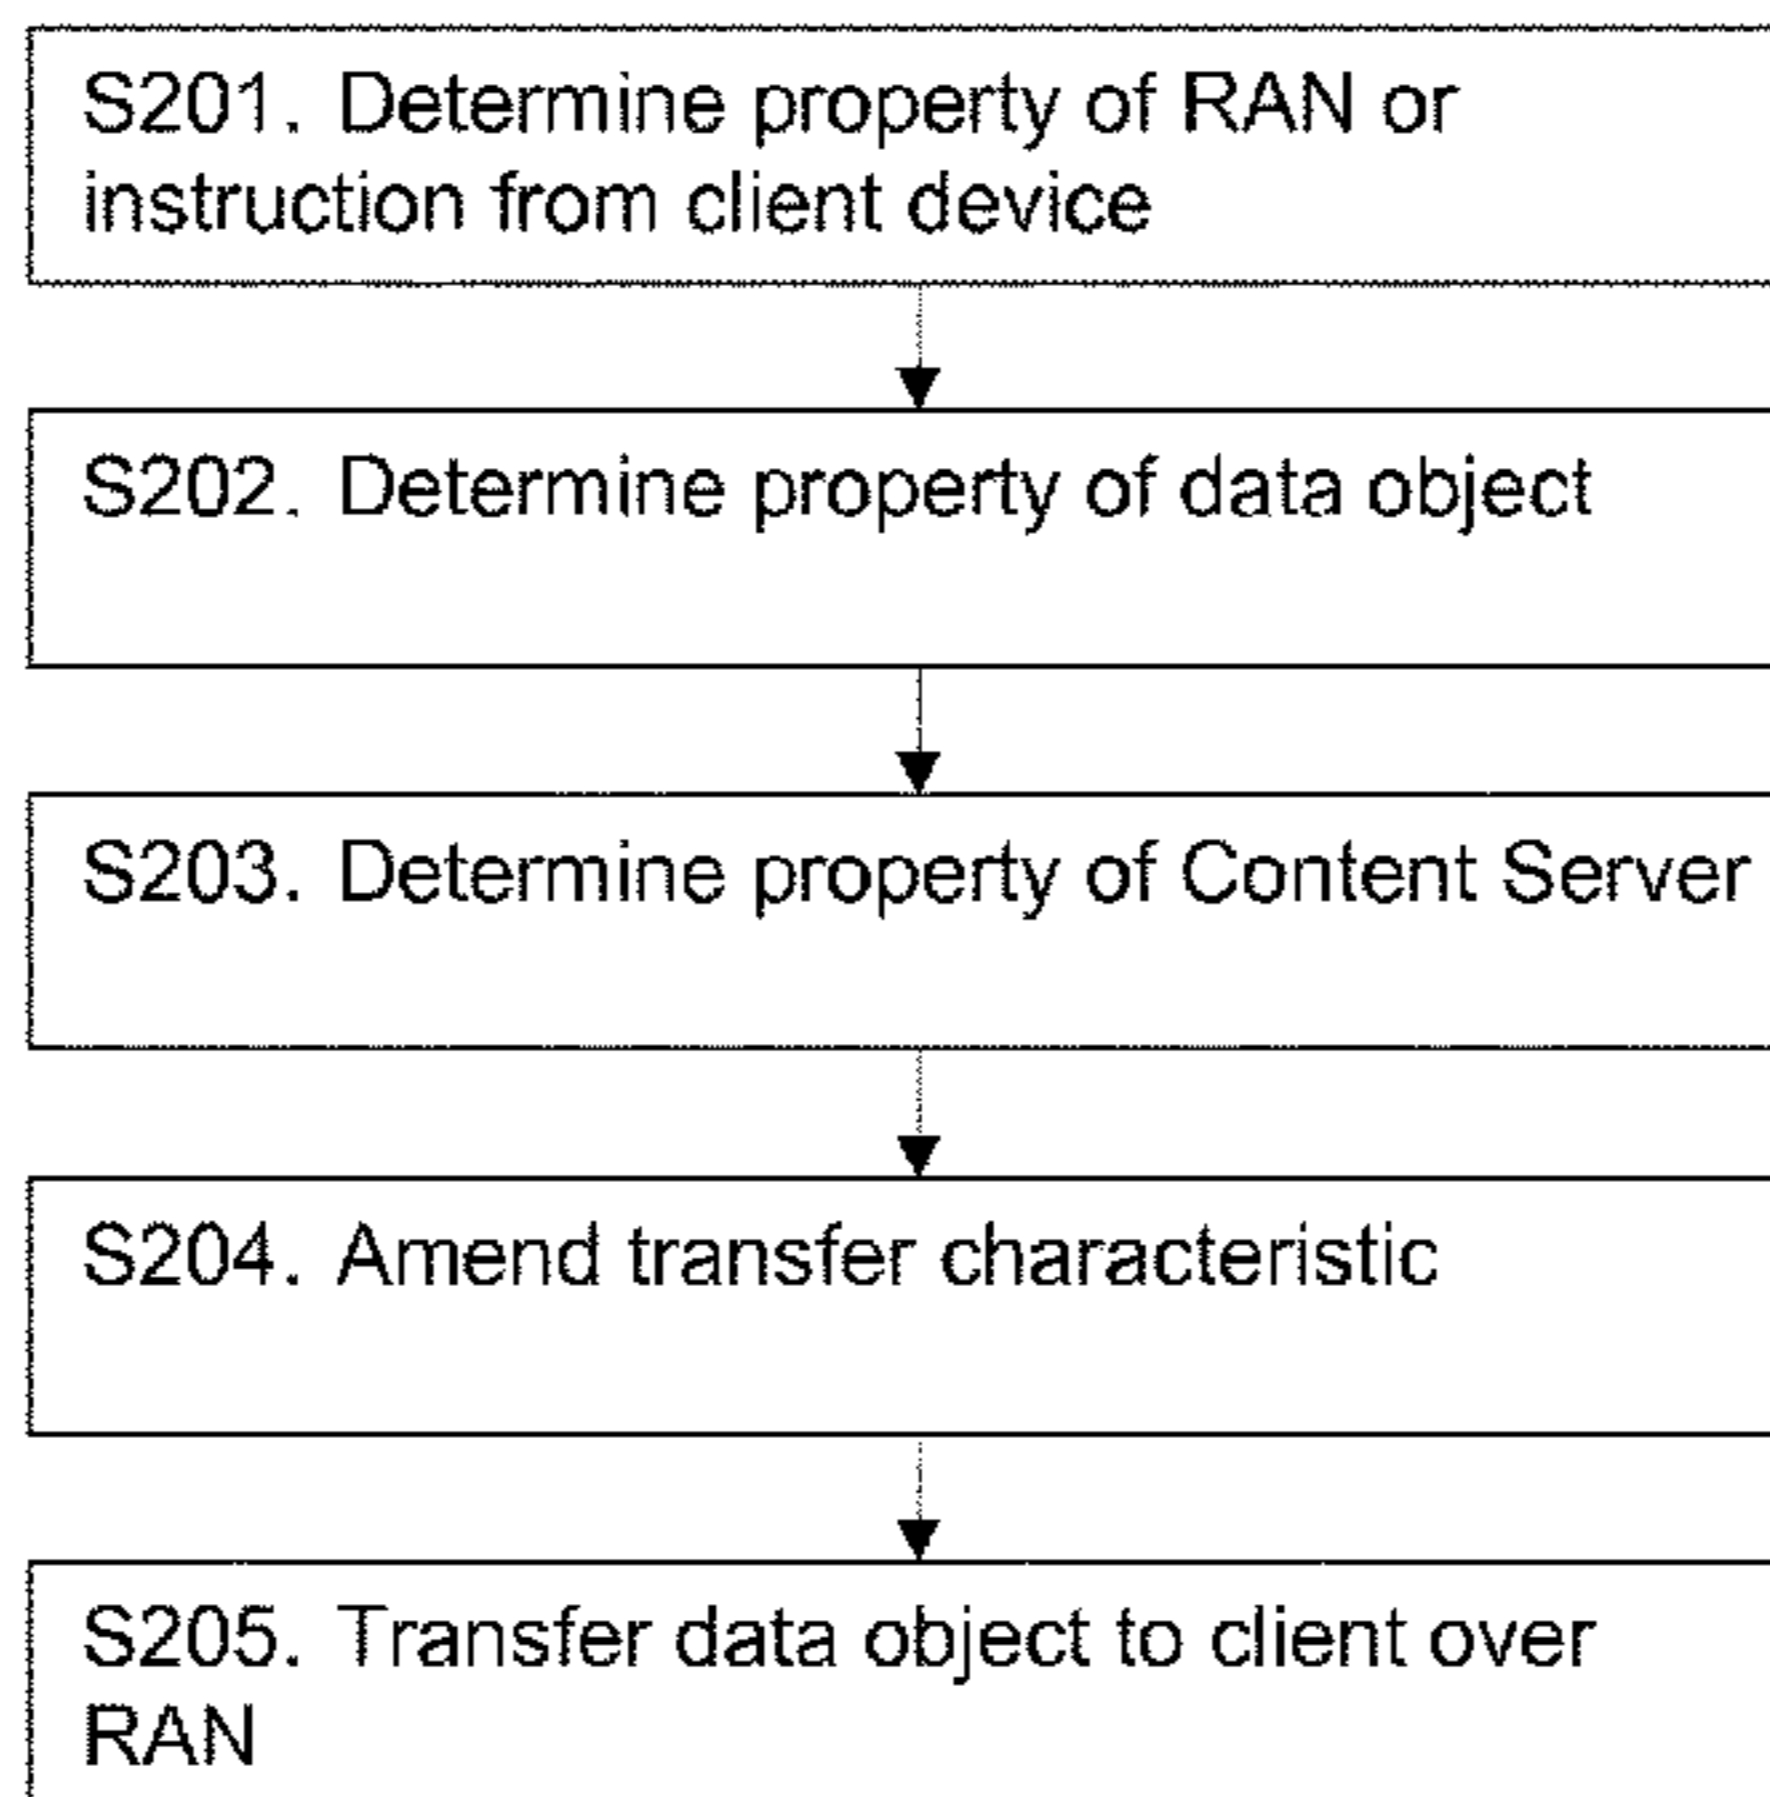 S201. Determine property of RAN or
instruction from client device
S202. Determine property of data object
S203. Determine property of Content Server
S204. Amend transfer characteristic
S205. Transfer data object to client over
RAN